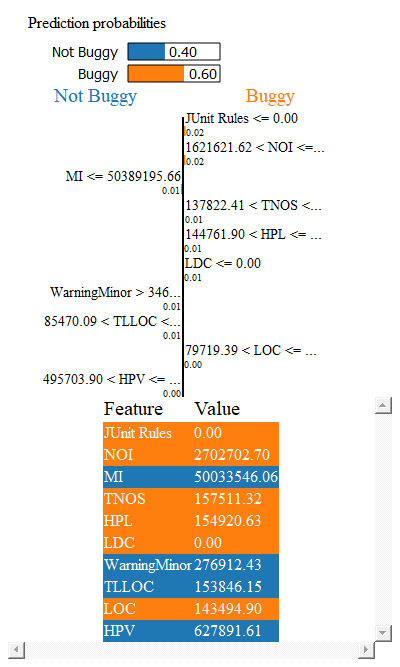 Prediction probabilities
Not Buggy 0.40
Buggy 0.60
Not Buggy Buggy
JUnit Rules <= 0.00
0.02
1621621.62 < NOI <=...
0.02
MI <= 50389195.66
0.01
137822.41 < TNOS <...
0.01
144761.90 < HPL <= ...
0.01
LDC <= 0.00
0.01
WarningMinor > 346...
0.01
85470.09 < TLLOC <...
0.01
79719.39 < LOC <= ...
0.00
495703.90 < HPV <= ...
0.00
Feature Value
JUnit Rules 0.00
NOI 2702702.70
MI 50033546.06
TNOS 157511.32
HPL 154920.63
LDC 0.00
WarningMinor 276912.43
TLLOC 153846.15
LOC 143494.90
HPV 627891.61